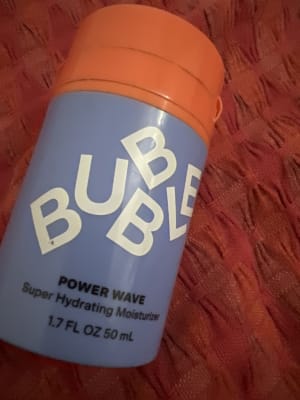 BUBBLE
POWER WAVE
Super Hydrating Moisturizer
1.7 FL OZ 50 mL